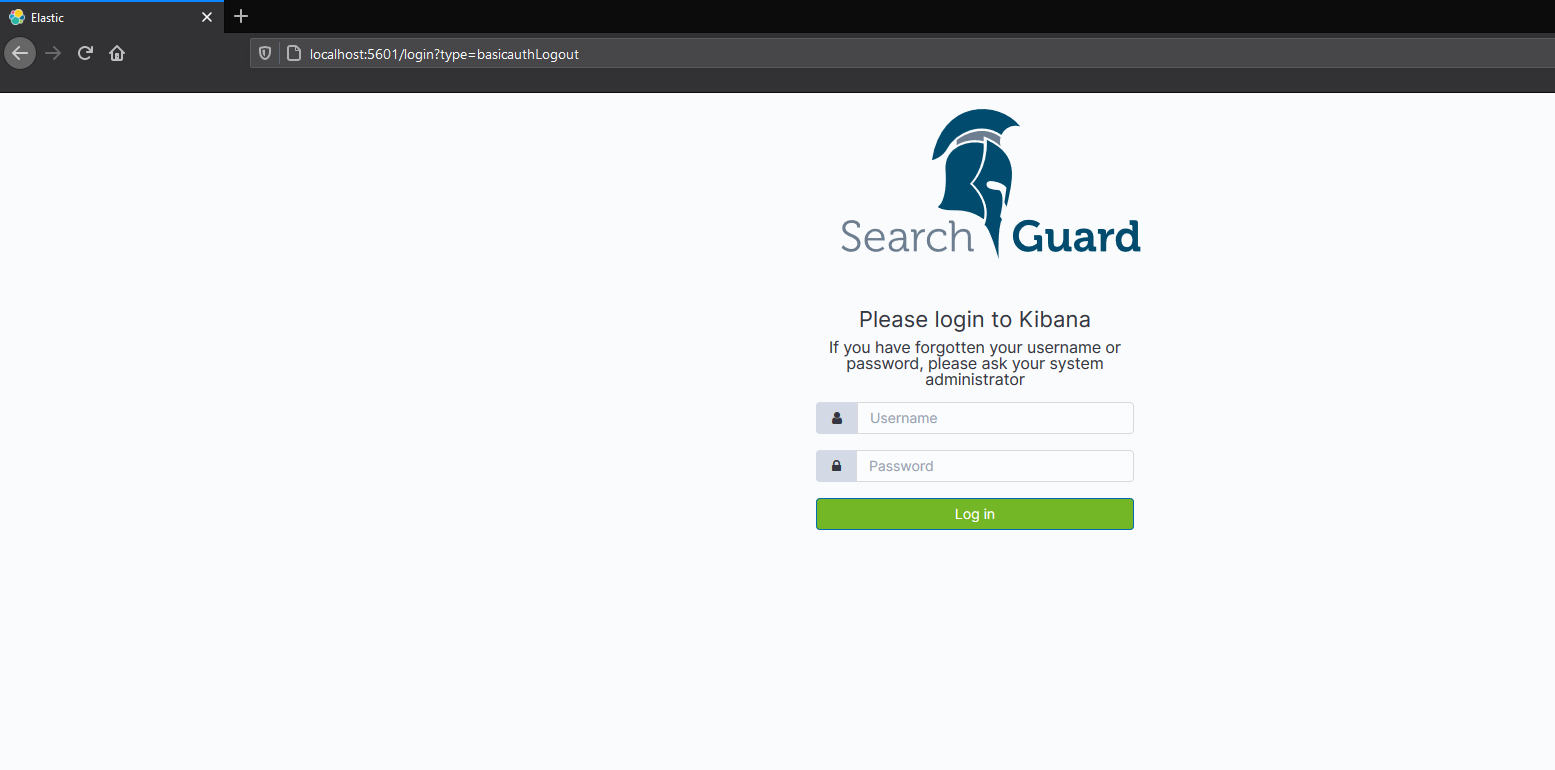 Elastic
localhost:5601/login?type=basicauthLogout
Search Guard
Please login to Kibana
If you have forgotten your username or
password, please ask your system
administrator
Username
Password
Log in